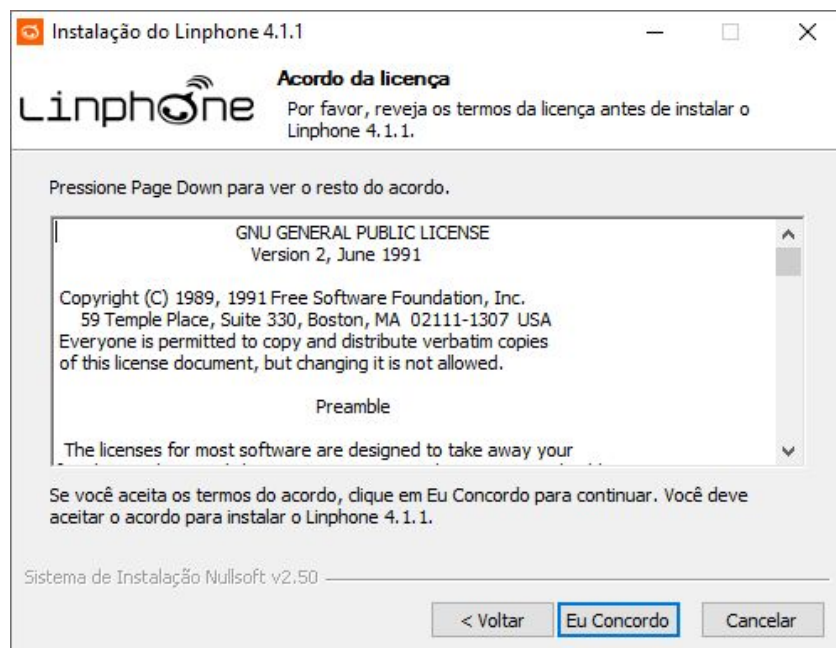 Instalação do Linphone 4.1.1
Linphone
Acordo da licença
Por favor, reveja os termos da licença antes de instalar o
Linphone 4.1.1.
Pressione Page Down para ver o resto do acordo.
GNU GENERAL PUBLIC LICENSE
Version 2, June 1991
Copyright (C) 1989, 1991 Free Software Foundation, Inc.
59 Temple Place, Suite 330, Boston, MA 02111-1307 USA
Everyone is permitted to copy and distribute verbatim copies
of this license document, but changing it is not allowed.
Preamble
The licenses for most software are designed to take away your
Se você aceita os termos do acordo, clique em Eu Concordo para continuar. Você deve
aceitar o acordo para instalar o Linphone 4.1.1.
Sistema de Instalação Nullsoft v2.50
< Voltar
Eu Concordo
Cancelar